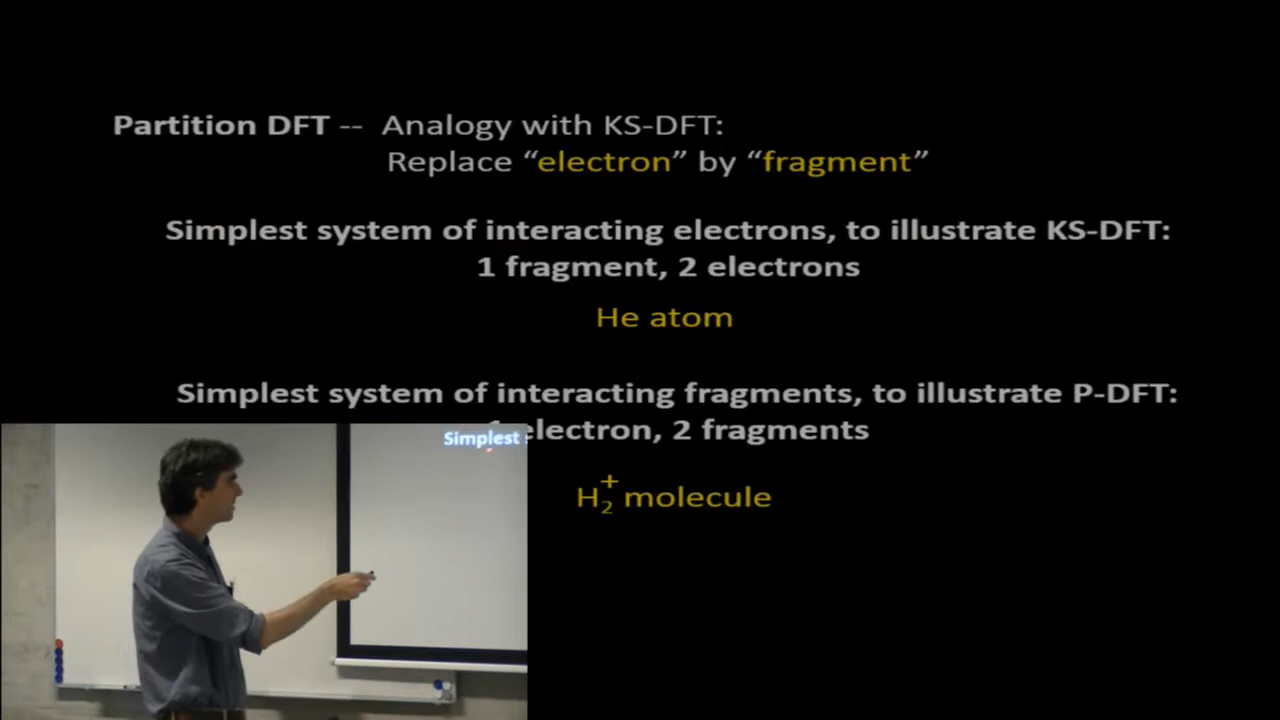 Partition DFT -- Analogy with KS-DFT:
Replace “electron” by “fragment”
Simplest system of interacting electrons, to illustrate KS-DFT:
1 fragment, 2 electrons
He atom
Simplest system of interacting fragments, to illustrate P-DFT:
electron, 2 fragments
Simplest
H₂⁺ molecule